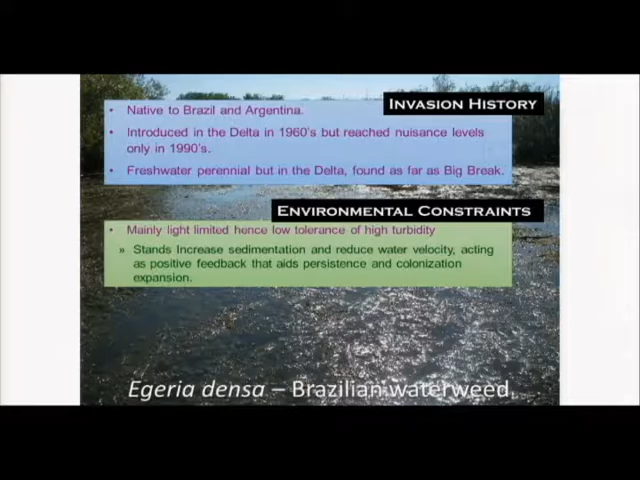 INVASION HISTORY
• Native to Brazil and Argentina.
• Introduced in the Delta in 1960's but reached nuisance levels
only in 1990's.
• Freshwater perennial but in the Delta, found as far as Big Break.
ENVIRONMENTAL CONSTRAINTS
• Mainly light limited hence low tolerance of high turbidity
» Stands Increase sedimentation and reduce water velocity, acting
as positive feedback that aids persistence and colonization
expansion.
Egeria densa – Brazilian waterweed